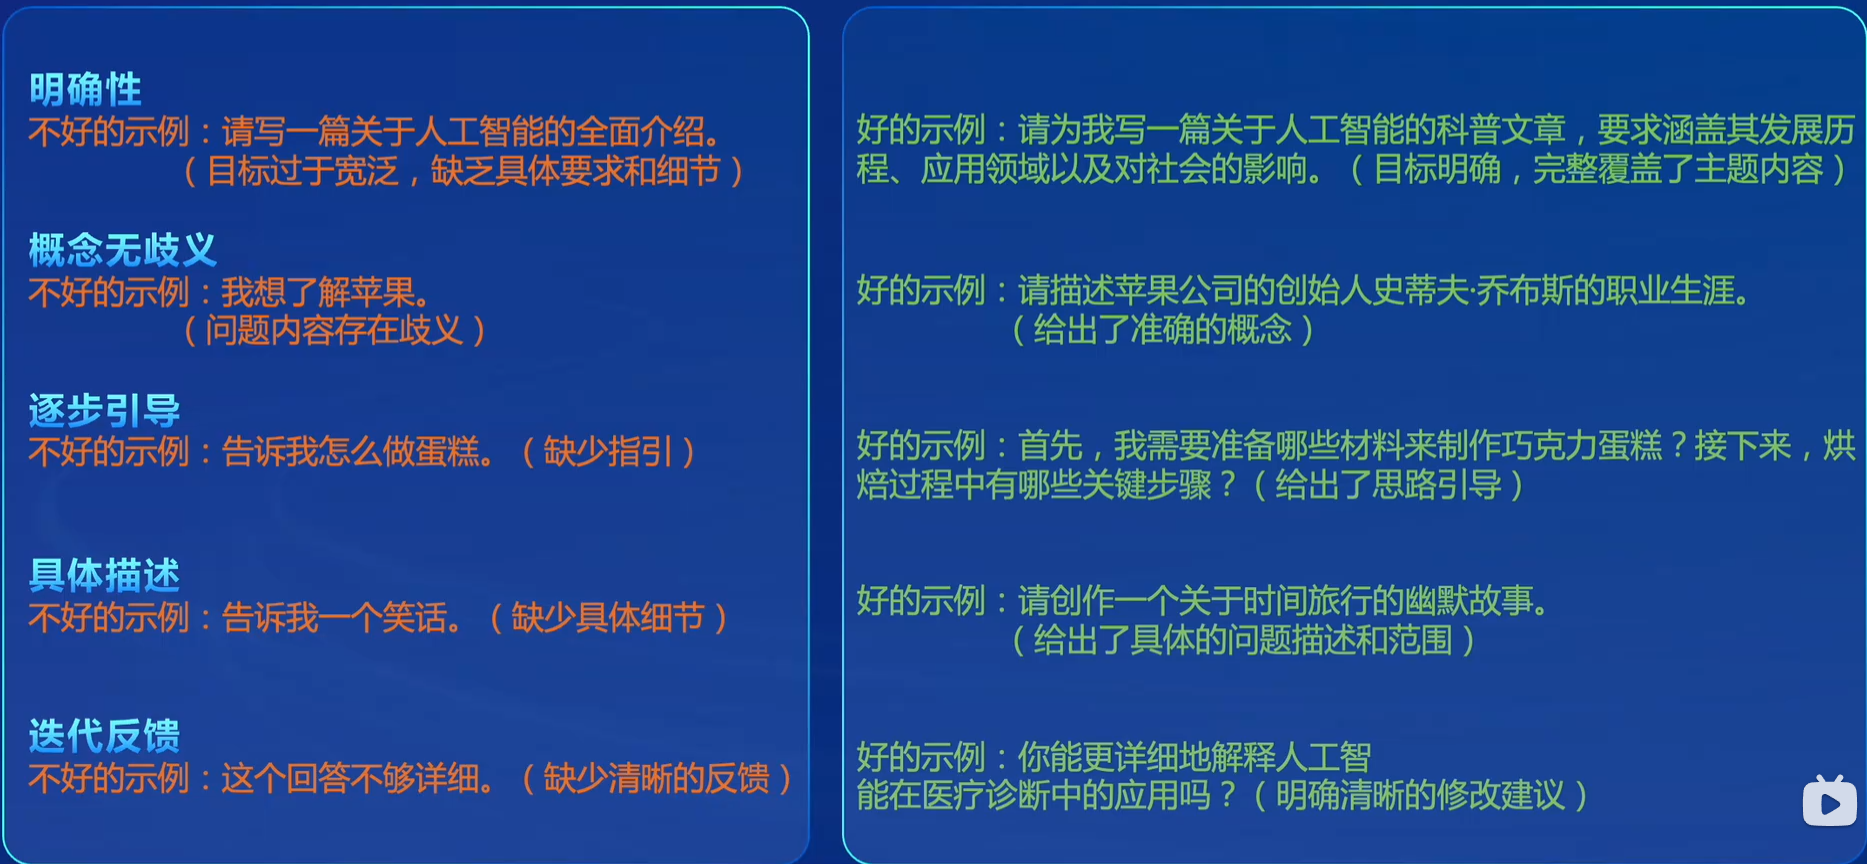 明确性
不好的示例：请写一篇关于人工智能的全面介绍。
（目标过于宽泛，缺乏具体要求和细节）
好的示例：请为我写一篇关于人工智能的科普文章，要求涵盖其发展历
程、应用领域以及对社会的影响。（目标明确，完整覆盖了主题内容）
概念无歧义
不好的示例：我想了解苹果。
（问题内容存在歧义）
好的示例：请描述苹果公司的创始人史蒂夫·乔布斯的职业生涯。
（给出了准确的概念）
逐步引导
不好的示例：告诉我怎么做蛋糕。（缺少指引）
好的示例：首先，我需要准备哪些材料来制作巧克力蛋糕？接下来，烘
焙过程中有哪些关键步骤？（给出了思路引导）
具体描述
不好的示例：告诉我一个笑话。（缺少具体细节）
好的示例：请创作一个关于时间旅行的幽默故事。
（给出了具体的问题描述和范围）
迭代反馈
不好的示例：这个回答不够详细。（缺少清晰的反馈）
好的示例：你能更详细地解释人工智
能在医疗诊断中的应用吗？（明确清晰的修改建议）